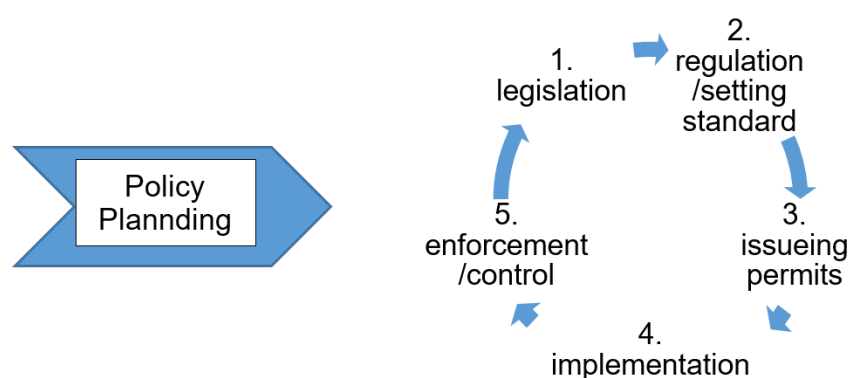 Policy
Plannding
1.
legislation
2.
regulation
/setting
standard
3.
issueing
permits
4.
implementation
5.
enforcement
/control